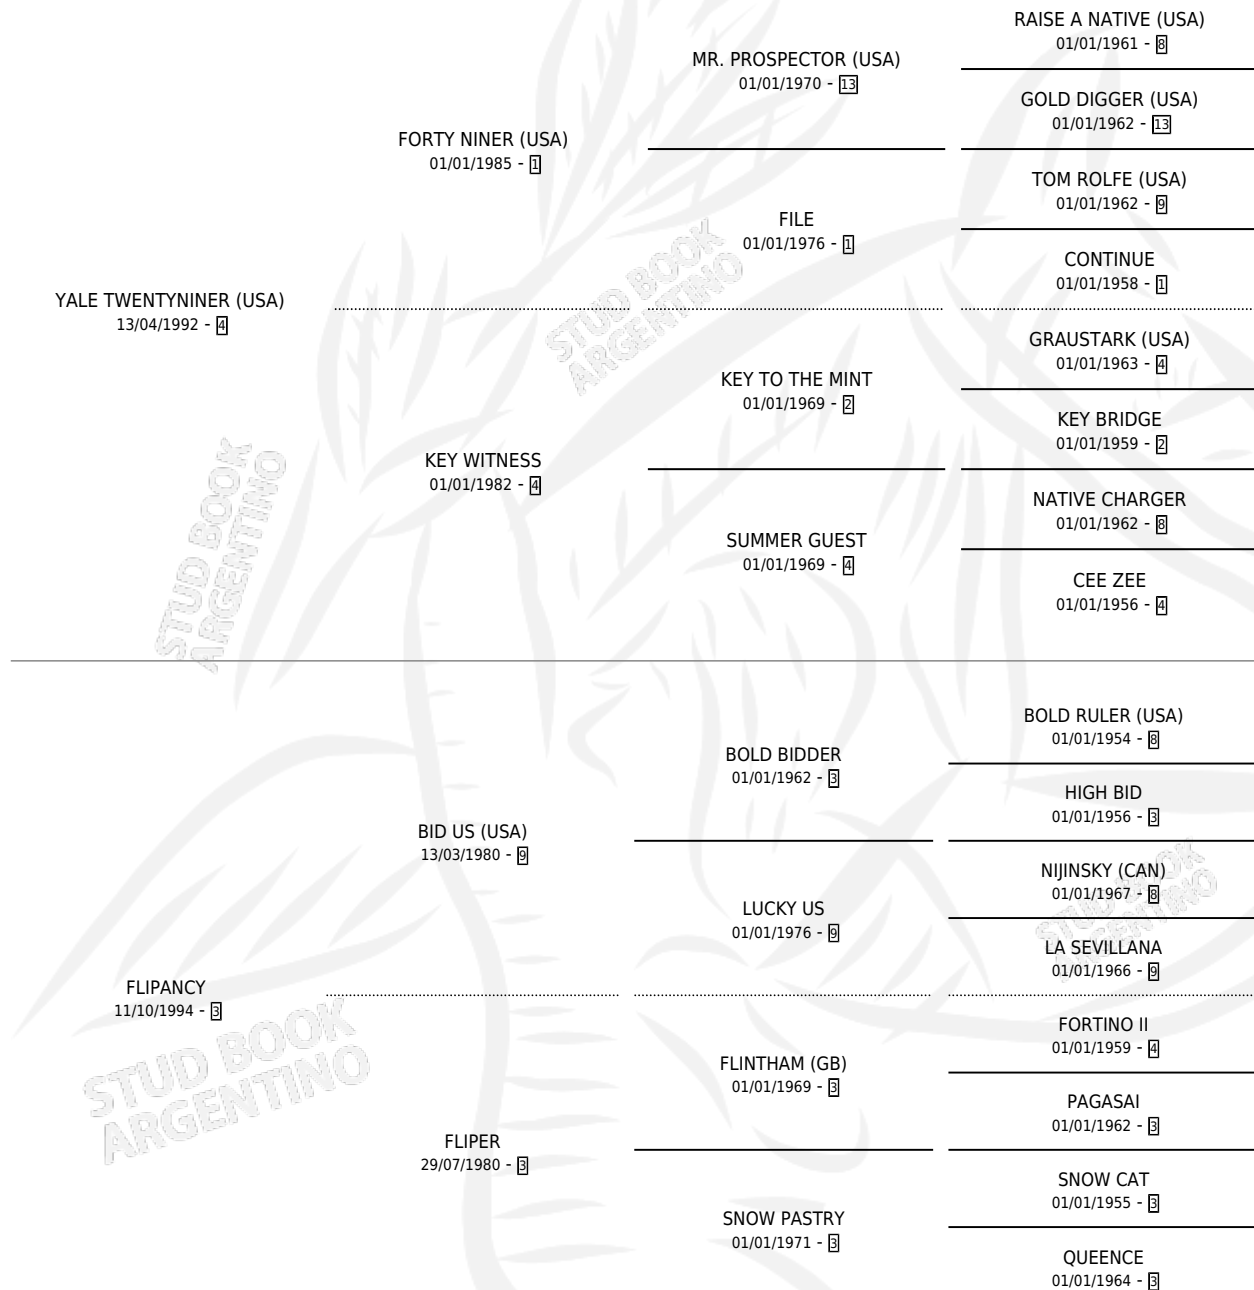 RAISE A NATIVE (USA)
01/01/1961 - 8
MR. PROSPECTOR (USA)
01/01/1970 - 13
GOLD DIGGER (USA)
01/01/1962 - 13
FORTY NINER (USA)
01/01/1985 - 1
TOM ROLFE (USA)
01/01/1962 - 9
FILE
01/01/1976 - 1
CONTINUE
01/01/1958 - 1
YALE TWENTYNINER (USA)
13/04/1992 - 4
GRAUSTARK (USA)
01/01/1963 - 4
KEY TO THE MINT
01/01/1969 - 2
KEY BRIDGE
01/01/1959 - 2
KEY WITNESS
01/01/1982 - 4
NATIVE CHARGER
01/01/1962 - 8
SUMMER GUEST
01/01/1969 - 4
CEE ZEE
01/01/1956 - 4
BOLD RULER (USA)
01/01/1954 - 8
BOLD BIDDER
01/01/1962 - 3
HIGH BID
01/01/1956 - 3
BID US (USA)
13/03/1980 - 9
NIJINSKY (CAN)
01/01/1967 - 8
LUCKY US
01/01/1976 - 9
LA SEVILLANA
01/01/1966 - 9
FLIPANCY
11/10/1994 - 3
FORTINO II
01/01/1959 - 4
FLINTHAM (GB)
01/01/1969 - 3
PAGASAI
01/01/1962 - 3
FLIPER
29/07/1980 - 3
SNOW CAT
01/01/1955 - 3
SNOW PASTRY
01/01/1971 - 3
QUEENCE
01/01/1964 - 3
STUD BOOK
ARGENTINO
STUD BOOK
ARGENTINO
STUD BOOK
ARGENTINO
STUD BOOK
ARGENTINO